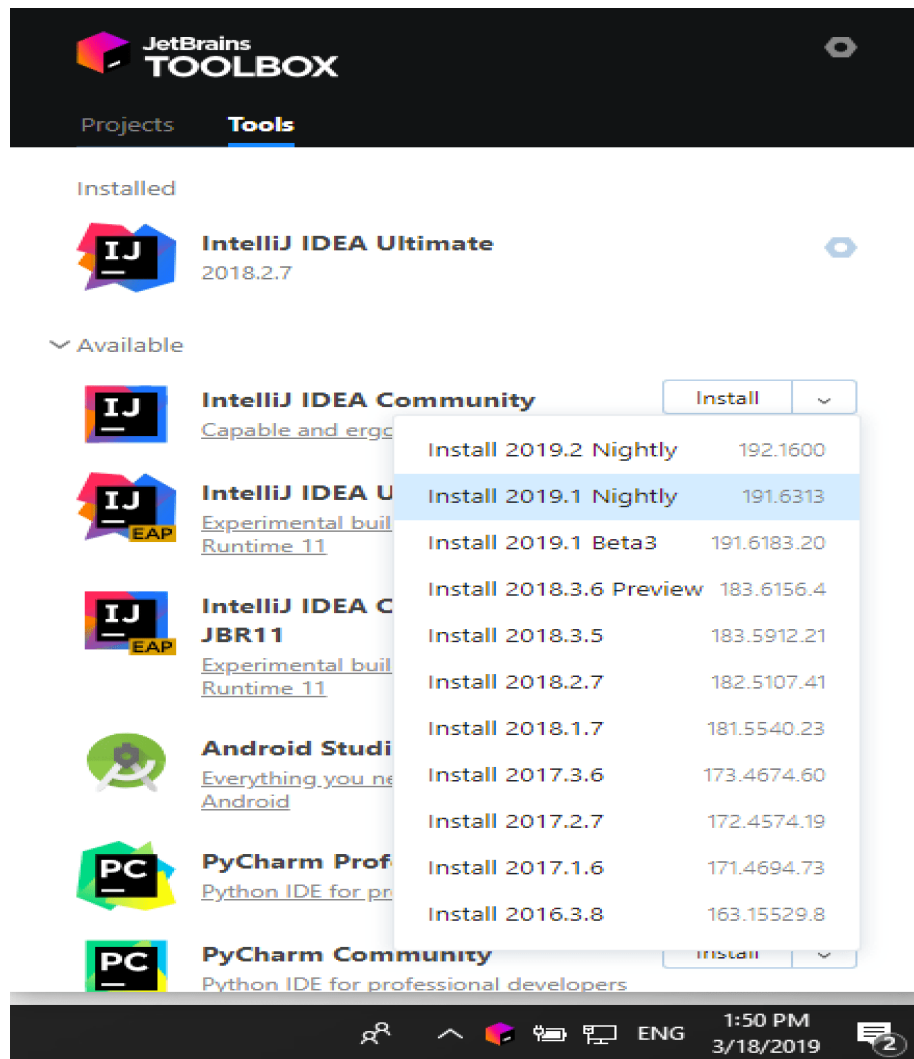 JetBrains
TOOLBOX
Projects Tools
Installed
IJ
IntelliJ IDEA Ultimate
2018.2.7
Available
IJ
IntelliJ IDEA Community
Install
Capable and ergo
Install 2019.2 Nightly 192.1600
IJ
EAP
IntelliJ IDEA U
Install 2019.1 Nightly 191.6313
Experimental buil
Runtime 11
Install 2019.1 Beta3 191.6183.20
Install 2018.3.6 Preview 183.6156.4
IJ
EAP
IntelliJ IDEA C
JBR11
Install 2018.3.5 183.5912.21
Experimental buil
Runtime 11
Install 2018.2.7 182.5107.41
Install 2018.1.7 181.5540.23
Android Studi
Everything you ne
Android
Install 2017.3.6 173.4674.60
Install 2017.2.7 172.4574.19
PC
PyCharm Prof
Install 2017.1.6 171.4694.73
Python IDE for pr
Install 2016.3.8 163.15529.8
PC
PyCharm Community
Install
Python IDE for professional developers
ENG
1:50 PM
3/18/2019
2